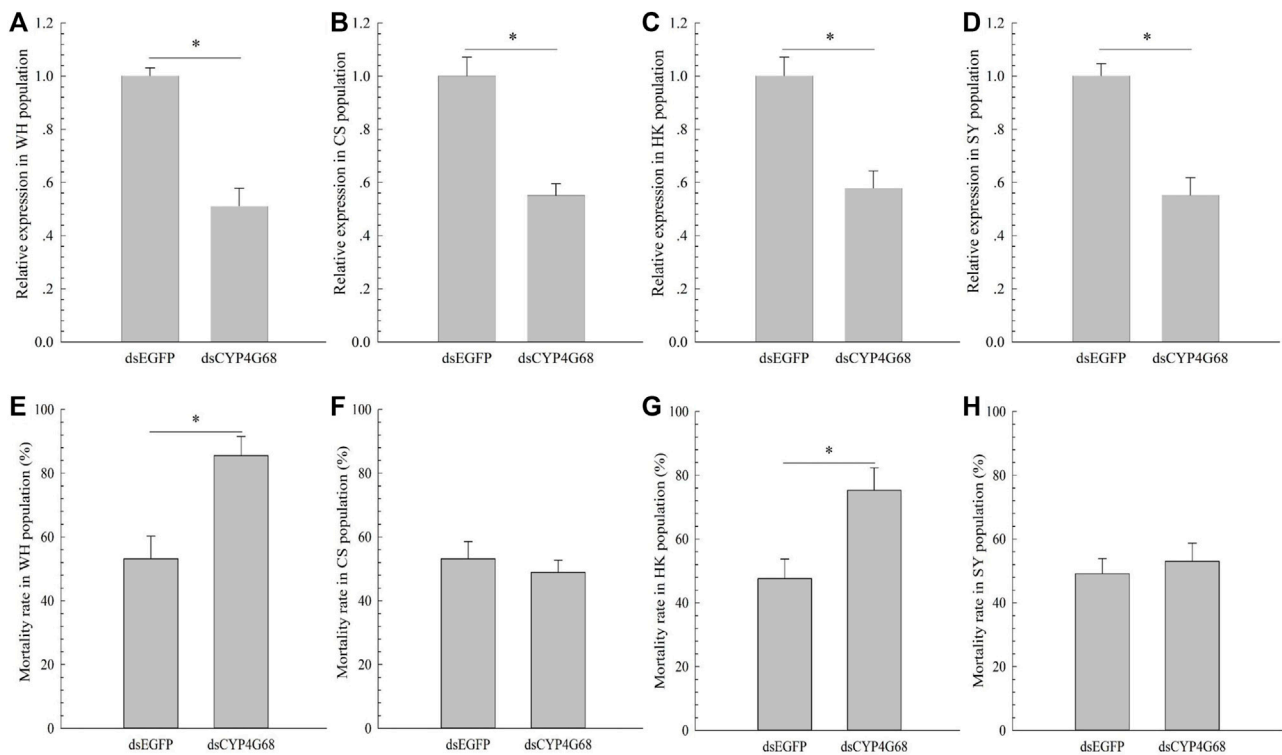 A
Relative expression in WH population
1.2
1.0
.8
.6
.4
.2
0.0
*
dsEGFP dsCYP4G68
B
Relative expression in CS population
1.2
1.0
.8
.6
.4
.2
0.0
*
dsEGFP dsCYP4G68
C
Relative expression in HK population
1.2
1.0
.8
.6
.4
.2
0.0
*
dsEGFP dsCYP4G68
D
Relative expression in SY population
1.2
1.0
.8
.6
.4
.2
0.0
*
dsEGFP dsCYP4G68
E
Mortality rate in WH population (%)
100
80
60
40
20
0
*
dsEGFP dsCYP4G68
F
Mortality rate in CS population (%)
100
80
60
40
20
0
dsEGFP dsCYP4G68
G
Mortality rate in HK population (%)
100
80
60
40
20
0
*
dsEGFP dsCYP4G68
H
Mortality rate in SY population (%)
100
80
60
40
20
0
dsEGFP dsCYP4G68